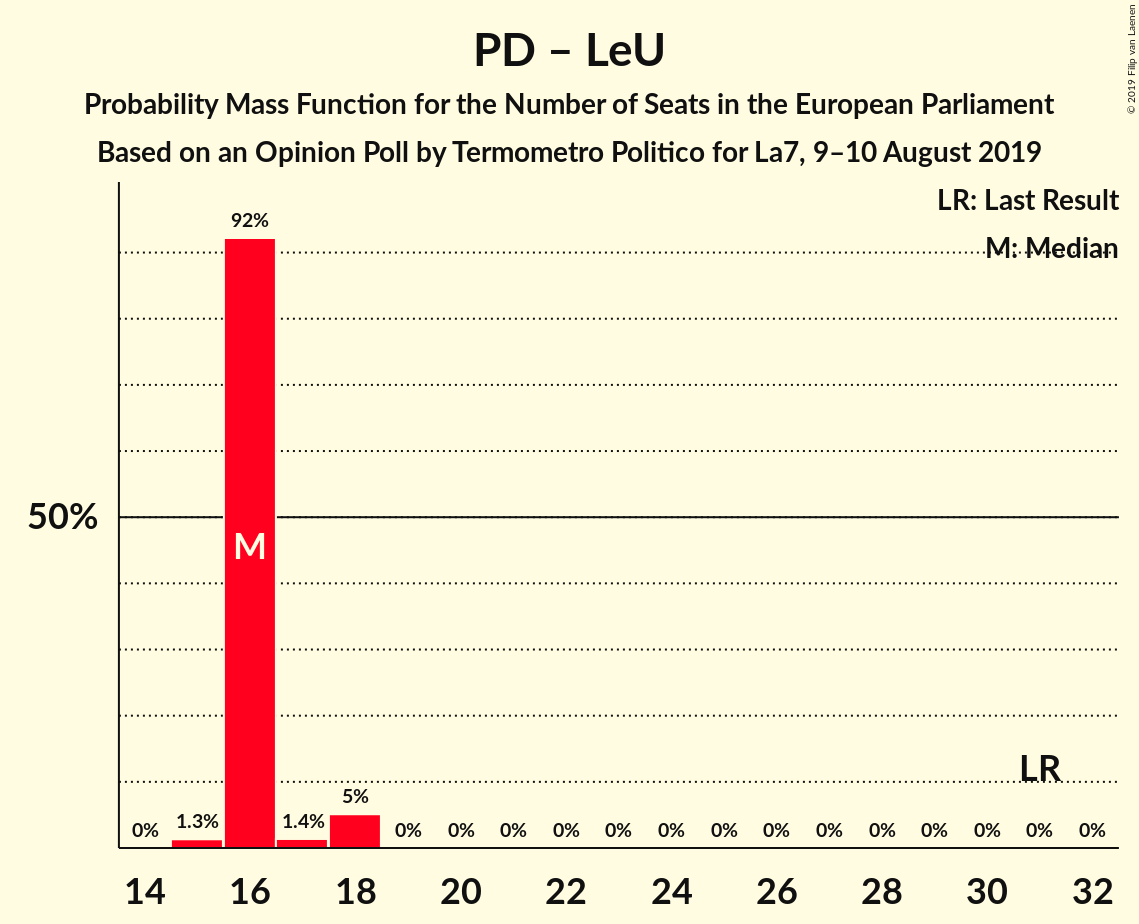 PD – LeU
Probability Mass Function for the Number of Seats in the European Parliament
Based on an Opinion Poll by Termometro Politico for La7, 9–10 August 2019
© 2019 Filip van Laenen
LR: Last Result
M: Median
50%
92%
M
LR
0% 1.3% 1.4% 5% 0% 0% 0% 0% 0% 0% 0% 0% 0% 0% 0% 0% 0% 0%
14 16 18 20 22 24 26 28 30 32